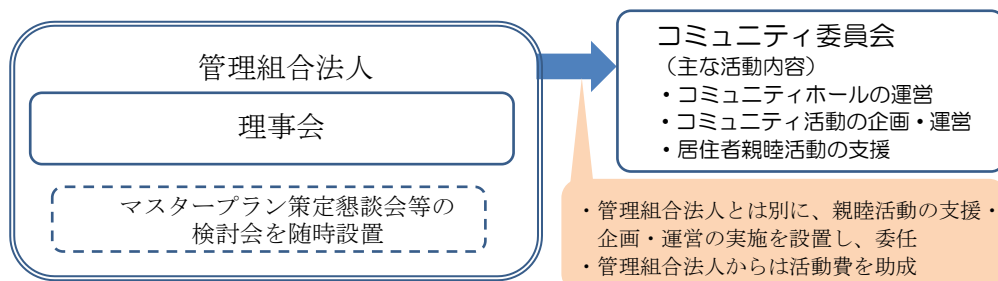 管理組合法人
理事会
マスタープラン策定懇談会等の
検討会を随時設置
コミュニティ委員会
（主な活動内容）
・コミュニティホールの運営
・コミュニティ活動の企画・運営
・居住者親睦活動の支援
・管理組合法人とは別に、親睦活動の支援・
企画・運営の実施を設置し、委任
・管理組合法人からは活動費を助成